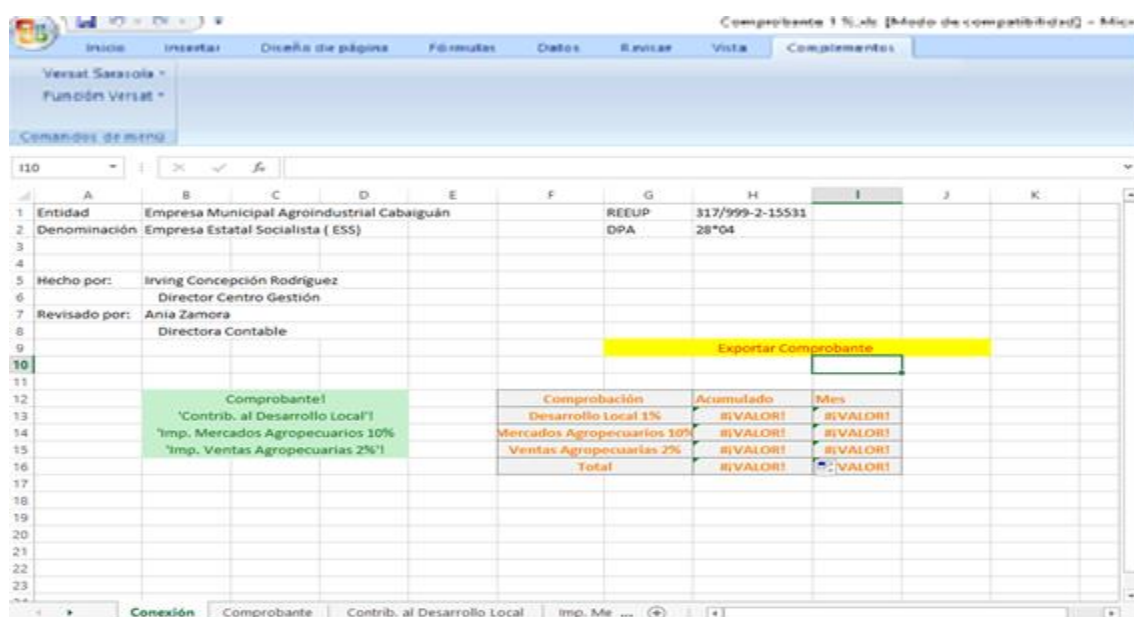 Comprobante 1 %.xls [Modo de compatibilidad] - Micr
Inicio Insertar Diseño de página Fórmulas Datos Revisar Vista Complementos
Versat Sarasola
Función Versat
Comandos de menú
I10 fx
A B C D E F G H I J K
1 Entidad Empresa Municipal Agroindustrial Cabaiguán REEUP 317/999-2-15531
2 Denominación Empresa Estatal Socialista ( ESS) DPA 28*04
3
4
5 Hecho por: Irving Concepción Rodríguez
6 Director Centro Gestión
7 Revisado por: Ania Zamora
8 Directora Contable
9 Exportar Comprobante
10
11
12 Comprobante! Comprobación Acumulado Mes
13 'Contrib. al Desarrollo Local'! Desarrollo Local 1% #¡VALOR! #¡VALOR!
14 'Imp. Mercados Agropecuarios 10% Mercados Agropecuarios 10% #¡VALOR! #¡VALOR!
15 'Imp. Ventas Agropecuarias 2%'! Ventas Agropecuarias 2% #¡VALOR! #¡VALOR!
16 Total #¡VALOR! VALOR!
17
18
19
20
21
22
23
Conexión Comprobante Contrib. al Desarrollo Local Imp. Me ...